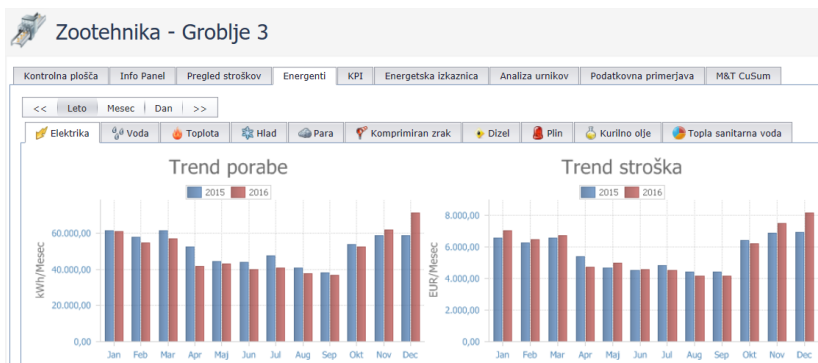 Zootehnika - Groblje 3
Kontrolna plošča Info Panel Pregled stroškov Energenti KPI Energetska izkaznica Analiza urnikov Podatkovna primerjava M&T CuSum
<< Leto Mesec Dan >>
Elektrika Voda Toplota Hlad Para Komprimiran zrak Dizel Plin Kurilno olje Topla sanitarna voda
Trend porabe
2015 2016
kWh/Mesec
60.000,00
40.000,00
20.000,00
0,00
Jan Feb Mar Apr Maj Jun Jul Aug Sep Okt Nov Dec
Trend stroška
2015 2016
EUR/Mesec
8.000,00
6.000,00
4.000,00
2.000,00
0,00
Jan Feb Mar Apr Maj Jun Jul Aug Sep Okt Nov Dec